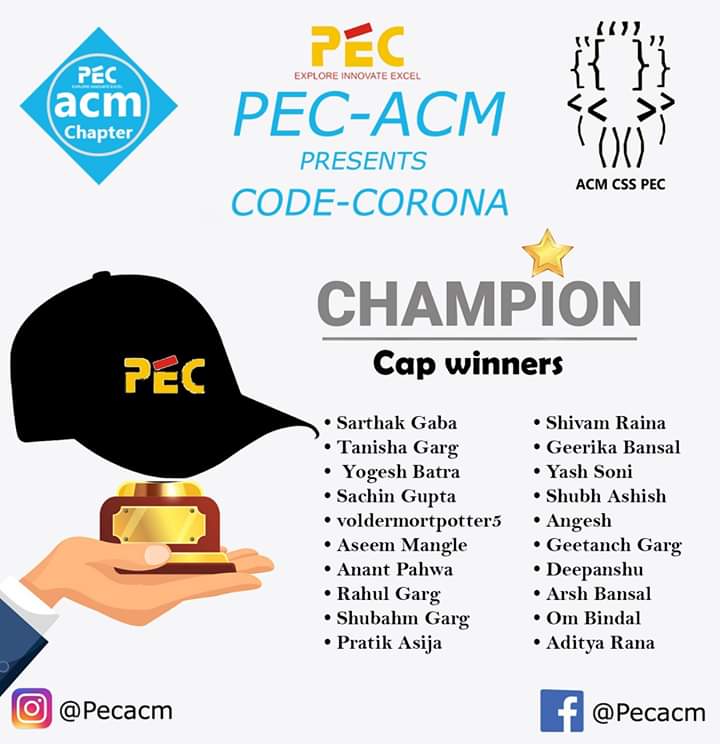 PEC
EXPLORE INNOVATE EXCEL
acm
Chapter
PEC
EXPLORE INNOVATE EXCEL
PEC-ACM
PRESENTS
CODE-CORONA
ACM CSS PEC
CHAMPION
Cap winners
PEC
• Sarthak Gaba
• Tanisha Garg
• Yogesh Batra
• Sachin Gupta
• voldermortpotter5
• Aseem Mangle
• Anant Pahwa
• Rahul Garg
• Shubahm Garg
• Pratik Asija
• Shivam Raina
• Geerika Bansal
• Yash Soni
• Shubh Ashish
• Angesh
• Geetanch Garg
• Deepanshu
• Arsh Bansal
• Om Bindal
• Aditya Rana
@Pecacm
@Pecacm